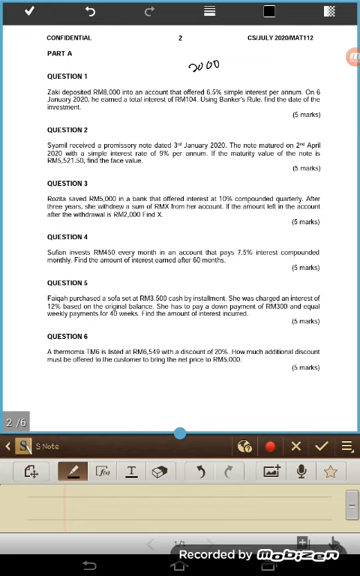 CONFIDENTIAL 2 CS/JULY 2020/MAT112
PART A
2000
QUESTION 1
Zaki deposited RM8,000 into an account that offered 6.5% simple interest per annum. On 6
January 2020, he earned a total interest of RM104. Using Banker's Rule, find the date of the
investment.
(5 marks)
QUESTION 2
Syamil received a promissory note dated 3rd January 2020. The note matured on 2nd April
2020 with a simple interest rate of 9% per annum. If the maturity value of the note is
RM5,521.50, find the face value.
(5 marks)
QUESTION 3
Rozita saved RM5,000 in a bank that offered interest at 10% compounded quarterly. After
three years, she withdrew a sum of RMX from her account. If the amount left in the account
after the withdrawal is RM2,000 Find X.
(5 marks)
QUESTION 4
Sufian invests RM450 every month in an account that pays 7.5% interest compounded
monthly. Find the amount of interest earned after 60 months.
(5 marks)
QUESTION 5
Faiqah purchased a sofa set at RM3,500 cash by installment. She was charged an interest of
12% based on the original balance. She has to pay a down payment of RM300 and equal
weekly payments for 40 weeks. Find the amount of interest incurred.
(5 marks)
QUESTION 6
A thermomix TM6 is listed at RM6,549 with a discount of 20%. How much additional discount
must be offered to the customer to bring the net price to RM5,000.
(5 marks)
2 /6
S Note
Recorded by Mobizen